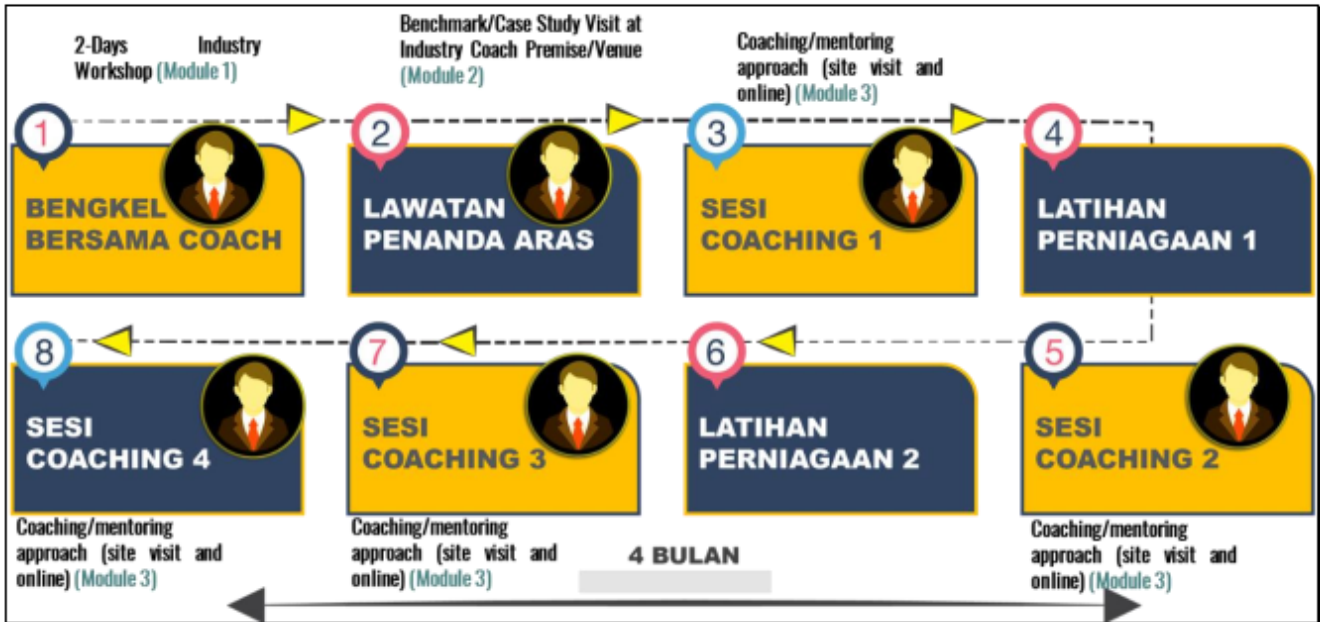 2-Days Industry
Workshop (Module 1)
Benchmark/Case Study Visit at
Industry Coach Premise/Venue
(Module 2)
Coaching/mentoring
approach (site visit and
online) (Module 3)
1
BENGKEL
BERSAMA COACH
2
LAWATAN
PENANDA ARAS
3
SESI
COACHING 1
4
LATIHAN
PERNIAGAAN 1
8
SESI
COACHING 4
7
SESI
COACHING 3
6
LATIHAN
PERNIAGAAN 2
5
SESI
COACHING 2
Coaching/mentoring
approach (site visit and
online) (Module 3)
Coaching/mentoring
approach (site visit and
online) (Module 3)
4 BULAN
Coaching/mentoring
approach (site visit and
online) (Module 3)